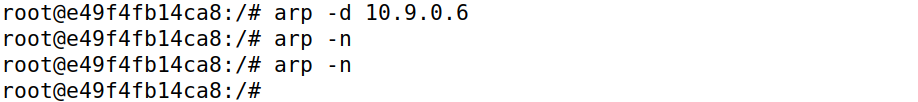 root@e49f4fb14ca8:/# arp -d 10.9.0.6
root@e49f4fb14ca8:/# arp -n
root@e49f4fb14ca8:/# arp -n
root@e49f4fb14ca8:/#